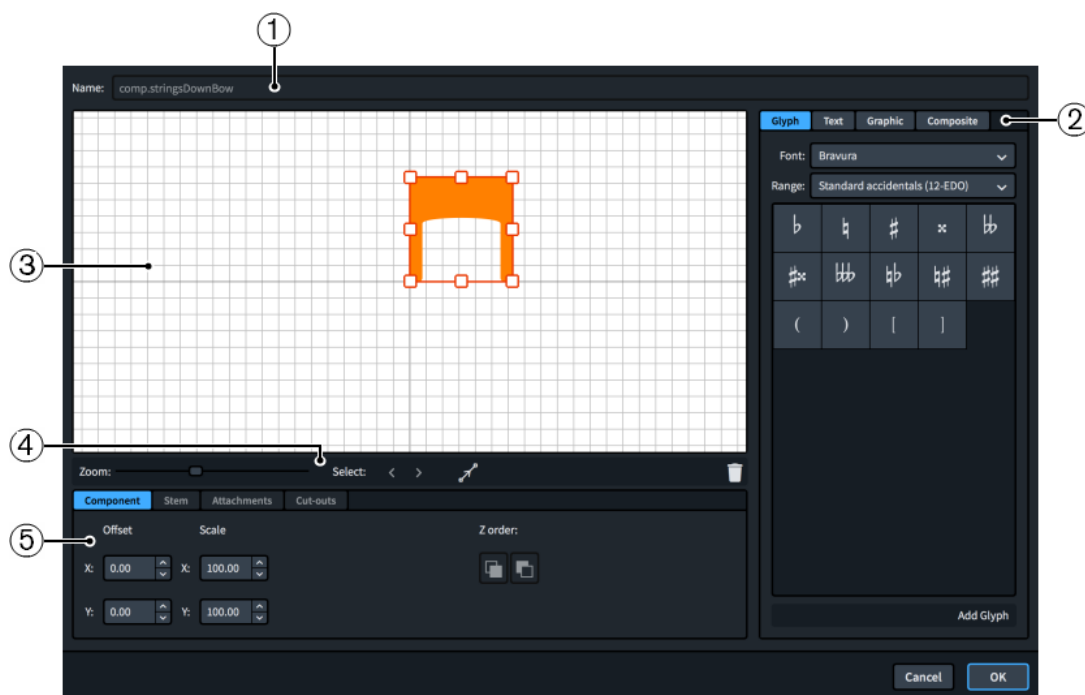 ①
Name: comp.stringsDownBow
②
Glyph Text Graphic Composite
Font: Bravura
Range: Standard accidentals (12-EDO)
♭ ♮ ♯ 𝄪 𝄫
♯𝄪 ♭♭♭ ♮♭ ♮♯ ♯♯
( ) [ ]
③
④
Zoom: Select: < >
Component Stem Attachments Cut-outs
⑤
Offset Scale Z order:
X: 0.00 X: 100.00
Y: 0.00 Y: 100.00
Add Glyph
Cancel OK